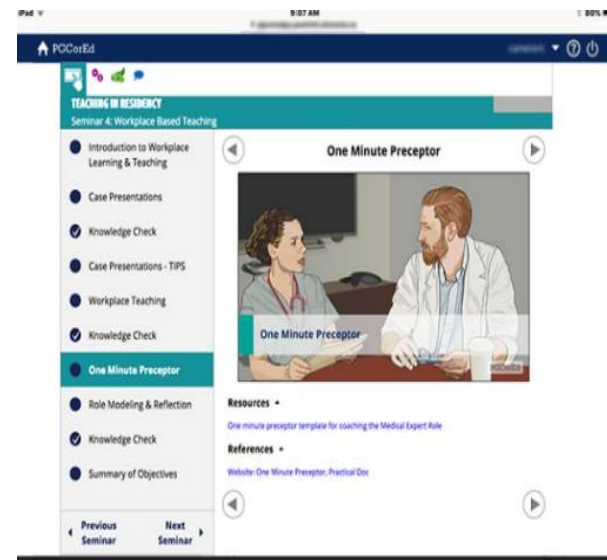 iPad
9:07 AM
80%
PGCorEd
TEACHING IN RESIDENCY
Seminar 4: Workplace Based Teaching
Introduction to Workplace
Learning & Teaching
Case Presentations
Knowledge Check
Case Presentations - TIPS
Workplace Teaching
Knowledge Check
One Minute Preceptor
Role Modeling & Reflection
Knowledge Check
Summary of Objectives
Previous
Seminar
Next
Seminar
One Minute Preceptor
One Minute Preceptor
PGCorEd
Resources
One minute preceptor template for coaching the Medical Expert Role
References
Website: One Minute Preceptor, Practical Doc